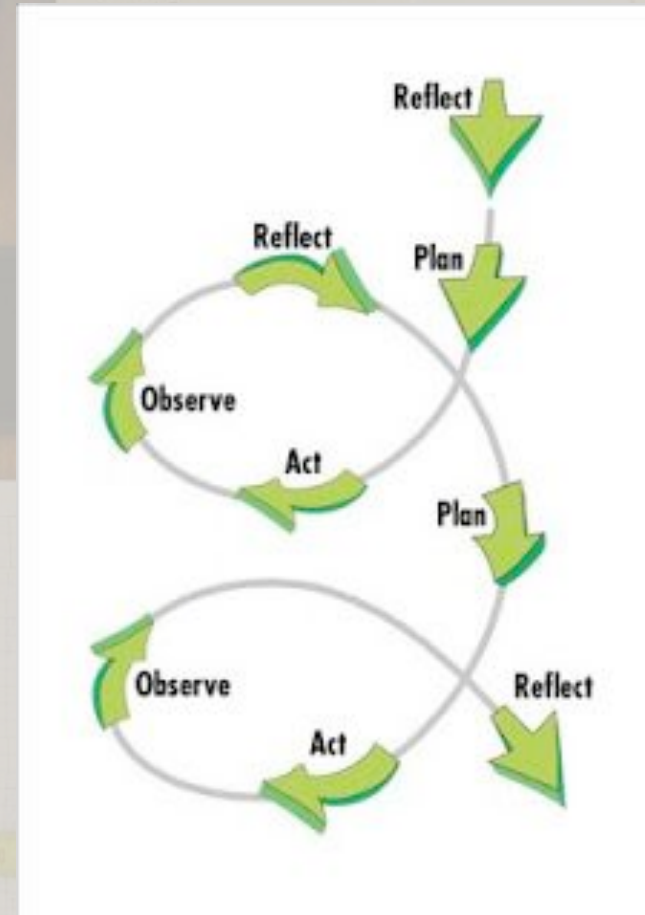 Reflect
Plan
Act
Observe
Reflect
Plan
Act
Observe
Reflect